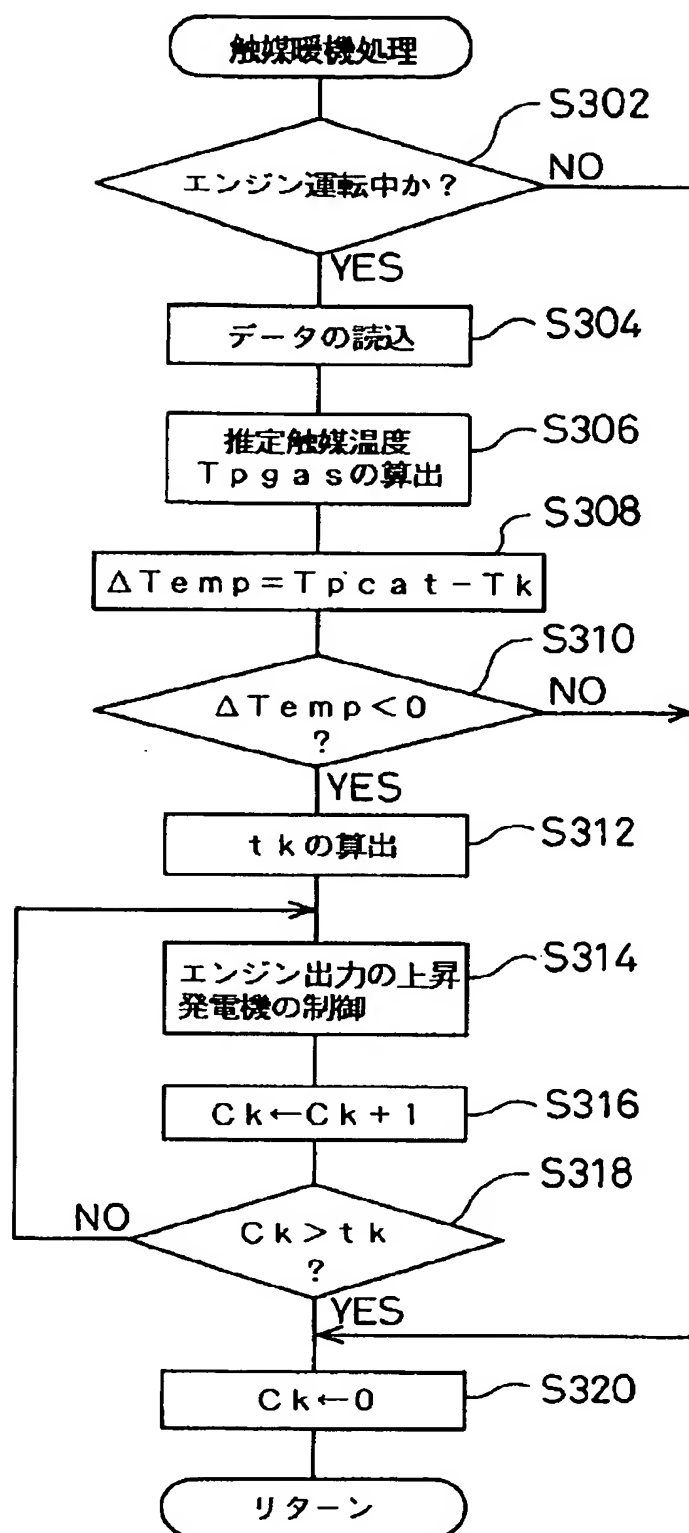 触媒暖機処理
S302
エンジン運転中か？
NO
YES
データの読込
S304
推定触媒温度
Ｔｐｇａｓの算出
S306
S308
ΔＴｅｍｐ＝Ｔｐｃａｔ−Ｔｋ
S310
ΔＴｅｍｐ＜０
？
NO
YES
ｔｋの算出
S312
エンジン出力の上昇
発電機の制御
S314
Ｃｋ←Ｃｋ＋１
S316
S318
NO
Ｃｋ＞ｔｋ
？
YES
Ｃｋ←０
S320
リターン